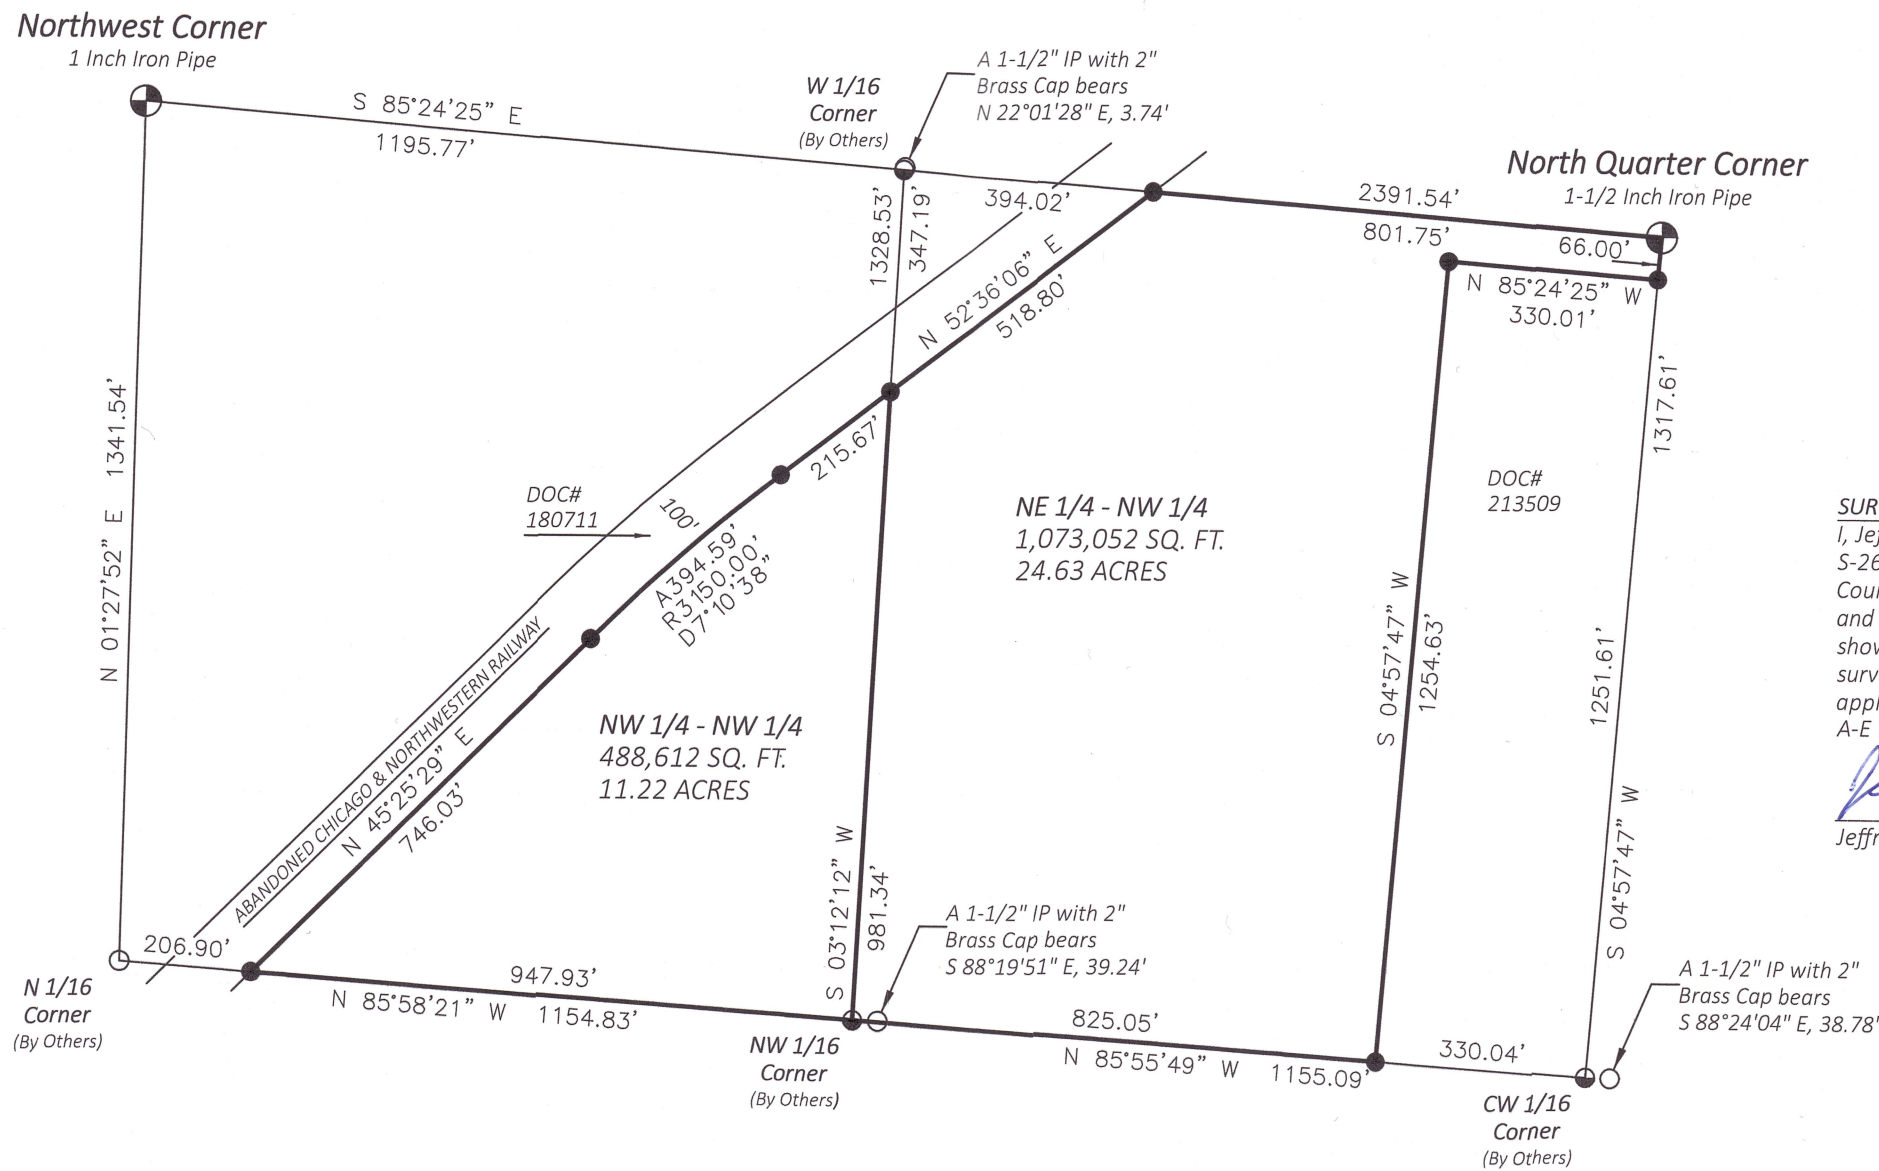 Northwest Corner
1 Inch Iron Pipe
S 85°24'25" E
1195.77'
W 1/16
Corner
(By Others)
A 1-1/2" IP with 2"
Brass Cap bears
N 22°01'28" E, 3.74'
North Quarter Corner
1-1/2 Inch Iron Pipe
394.02'
2391.54'
801.75'
66.00'
N 85°24'25" W
330.01'
1328.53'
347.19'
N 52°36'06" E
518.80'
215.67'
N 01°27'52" E 1341.54'
DOC#
180711
100'
A394.59'
R3150.00'
D7°10'38"
NE 1/4 - NW 1/4
1,073,052 SQ. FT.
24.63 ACRES
DOC#
213509
1317.61'
S 04°57'47" W
1254.63'
1251.61'
S 04°57'47" W
ABANDONED CHICAGO & NORTHWESTERN RAILWAY
N 45°25'29" E
746.03'
NW 1/4 - NW 1/4
488,612 SQ. FT.
11.22 ACRES
S 03°12'12" W
981.34'
A 1-1/2" IP with 2"
Brass Cap bears
S 88°19'51" E, 39.24'
A 1-1/2" IP with 2"
Brass Cap bears
S 88°24'04" E, 38.78'
206.90'
N 1/16
Corner
(By Others)
947.93'
N 85°58'21" W 1154.83'
NW 1/16
Corner
(By Others)
825.05'
N 85°55'49" W 1155.09'
330.04'
CW 1/16
Corner
(By Others)
SUR
I, Jef
S-26
Cour
and
shov
surv
appl
A-E
Jeffr